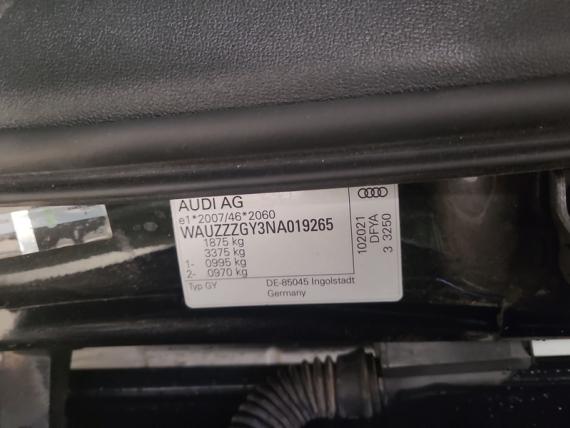 AUDI AG
e1*2007/46*2060
WAUZZZGY3NA019265
1875 kg
3375 kg
1- 0995 kg
2- 0970 kg
Typ GY
DE-85045 Ingolstadt
Germany
102021
DFYA
3 3250